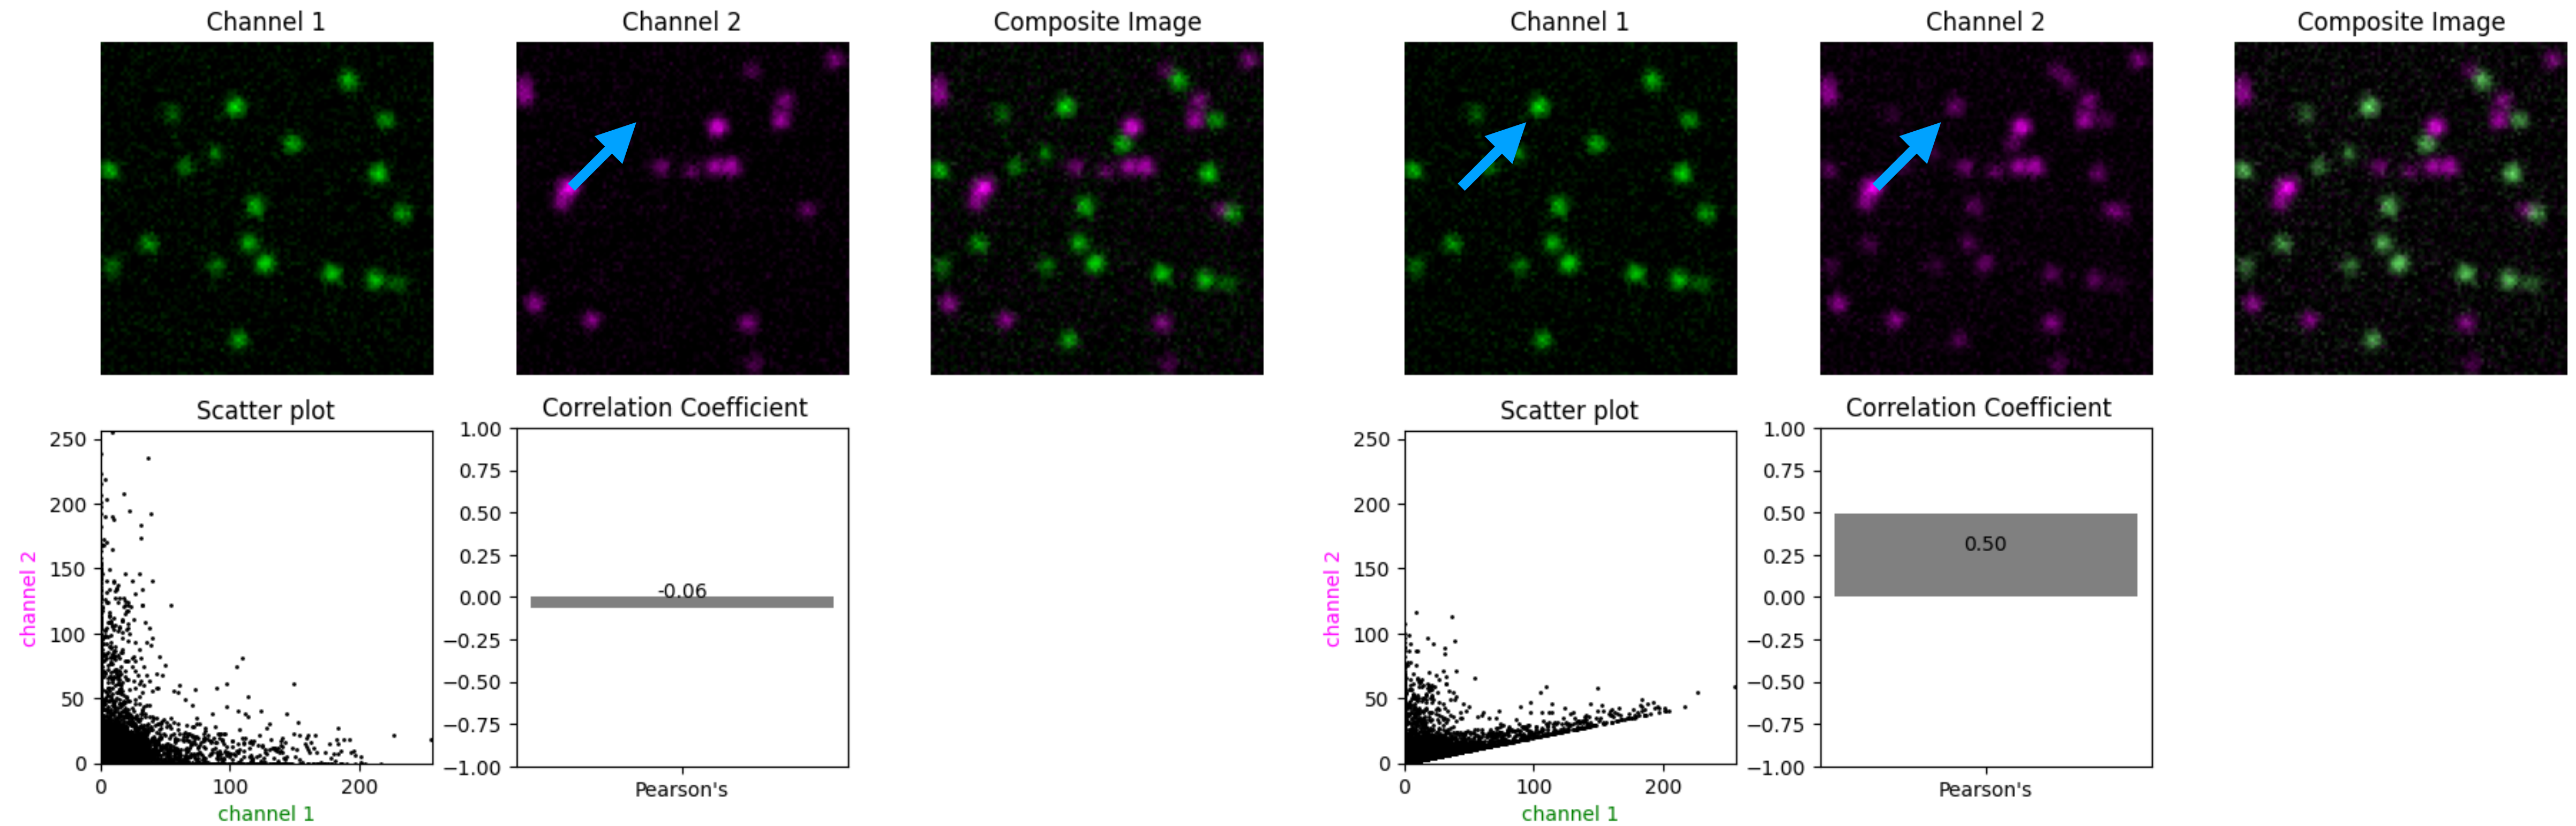 Channel 1
Channel 2
Composite Image
Channel 1
Channel 2
Composite Image
Scatter plot
250
200
150
100
50
0
0
100
200
channel 2
channel 1
Correlation Coefficient
1.00
0.75
0.50
0.25
0.00
−0.25
−0.50
−0.75
−1.00
-0.06
Pearson's
Scatter plot
250
200
150
100
50
0
0
100
200
channel 2
channel 1
Correlation Coefficient
1.00
0.75
0.50
0.25
0.00
−0.25
−0.50
−0.75
−1.00
0.50
Pearson's